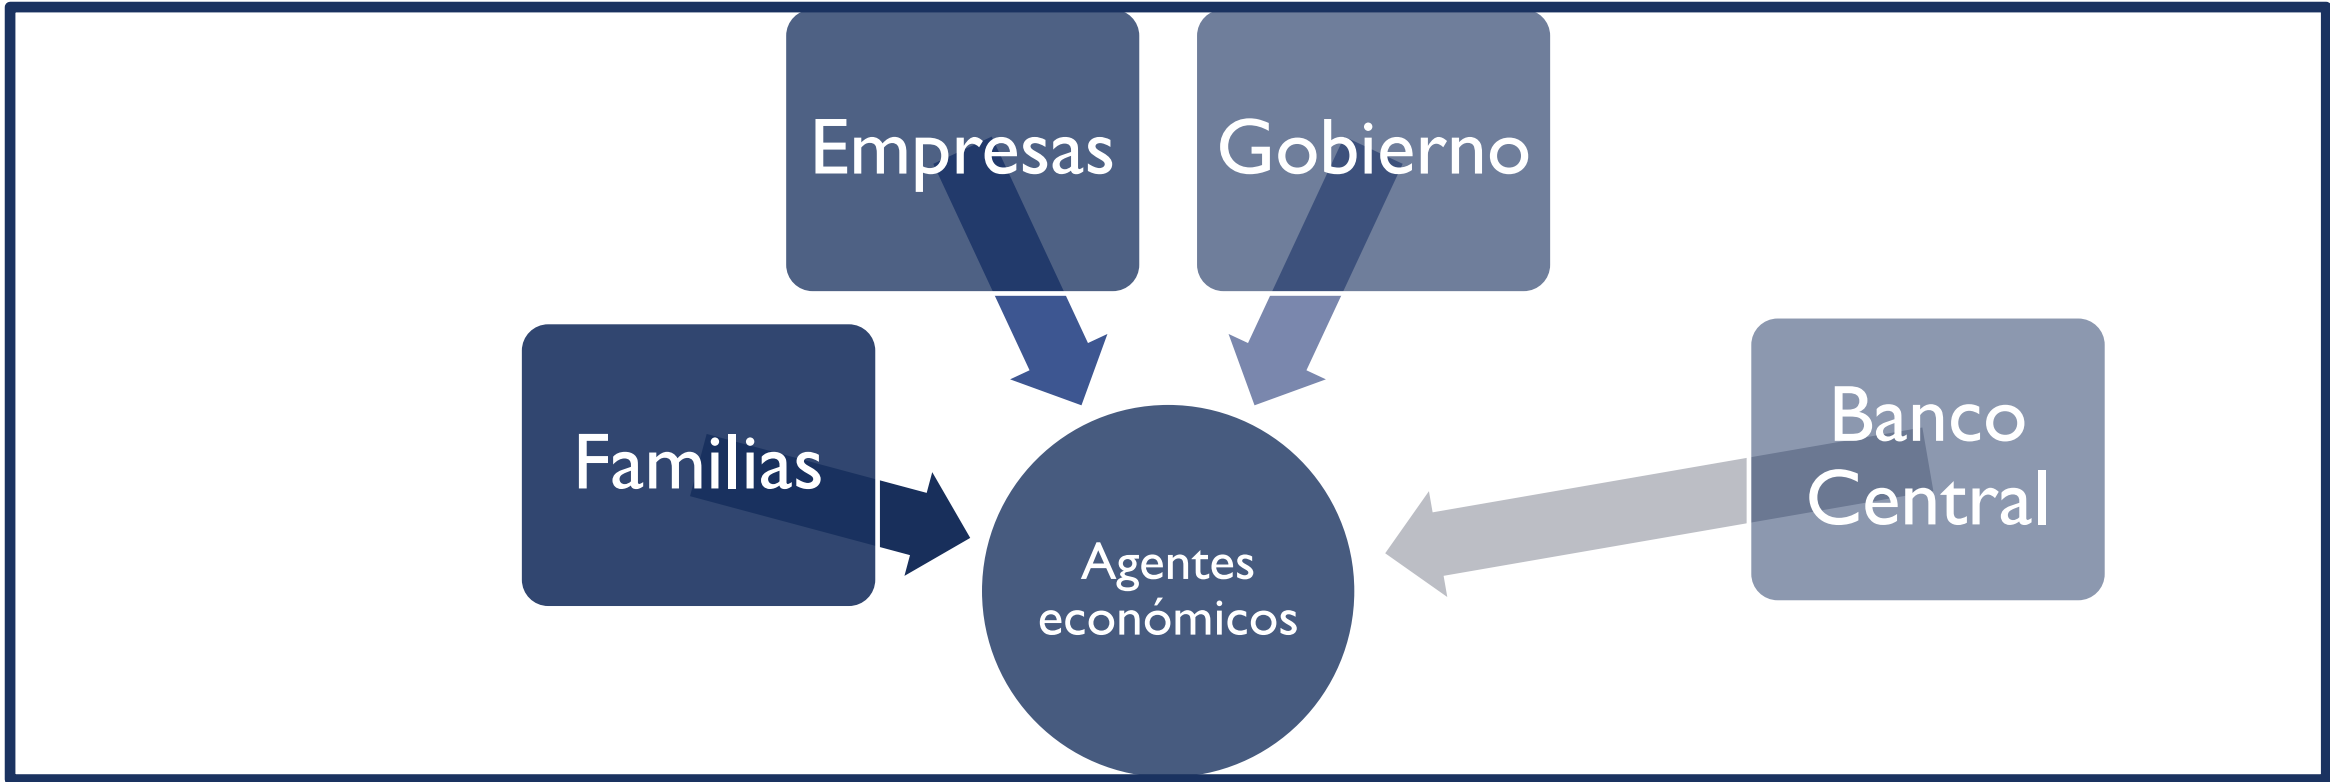 Empresas
Gobierno
Familias
Banco
Central
Agentes
económicos